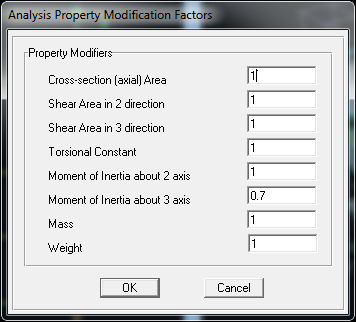 Analysis Property Modification Factors
Property Modifiers
Cross-section (axial) Area 1
Shear Area in 2 direction 1
Shear Area in 3 direction 1
Torsional Constant 1
Moment of Inertia about 2 axis 1
Moment of Inertia about 3 axis 0.7
Mass 1
Weight 1
OK Cancel